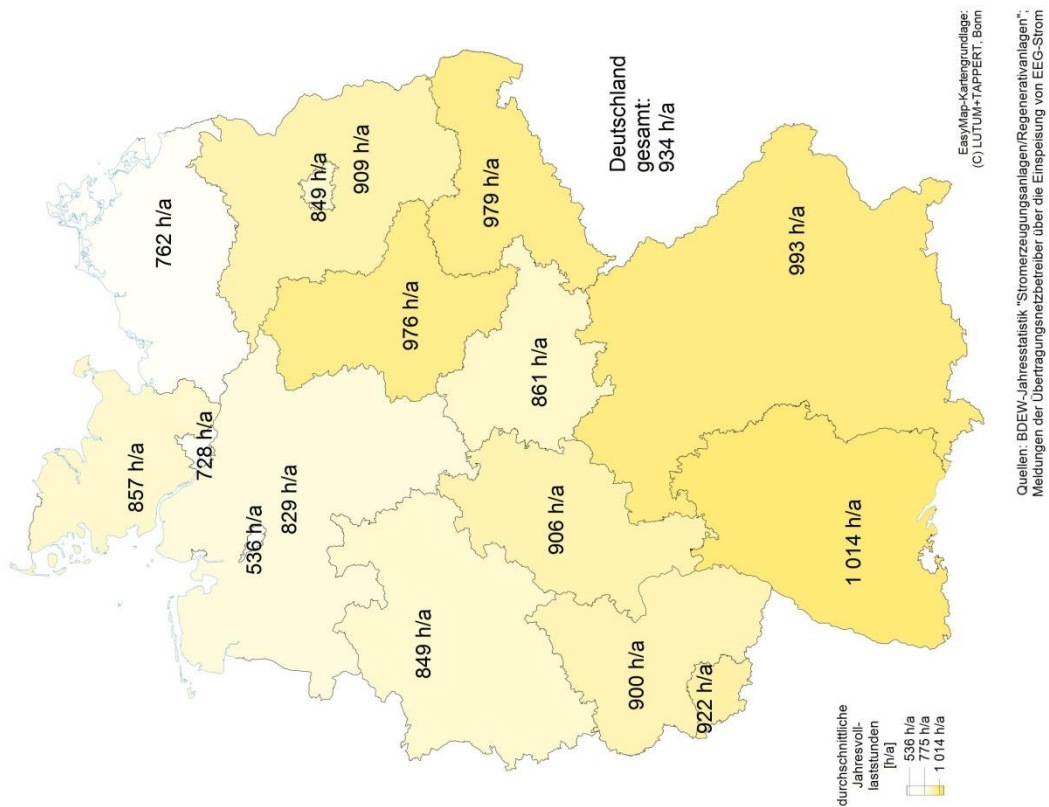 762 h/a
857 h/a
728 h/a
849 h/a
909 h/a
536 h/a
829 h/a
976 h/a
979 h/a
849 h/a
861 h/a
906 h/a
900 h/a
922 h/a
993 h/a
1 014 h/a
Deutschland
gesamt:
934 h/a
durchschnittliche
Jahresvoll-
laststunden
[h/a]
536 h/a
775 h/a
1 014 h/a
EasyMap-Kartengrundlage:
(C) LUTUM+TAPPERT, Bonn
Quellen: BDEW-Jahresstatistik "Stromerzeugungsanlagen/Regenerativanlagen";
Meldungen der Übertragungsnetzbetreiber über die Einspeisung von EEG-Strom